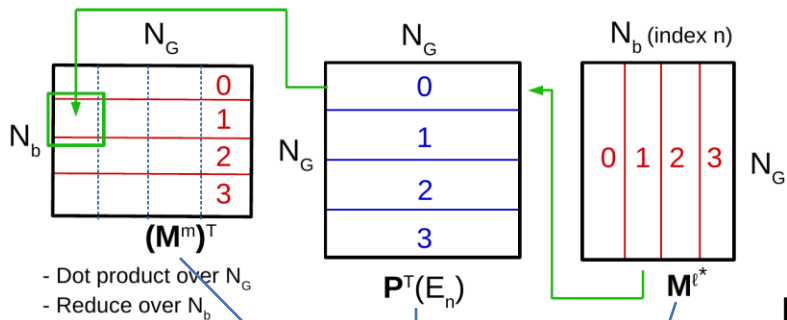 N_G
N_G
N_b (index n)
0
1
2
3
N_b
0
1
2
3
N_G
0 1 2 3
N_G
(M^m)^T
P^T(E_n)
M^ℓ*
- Dot product over N_G
- Reduce over N_b